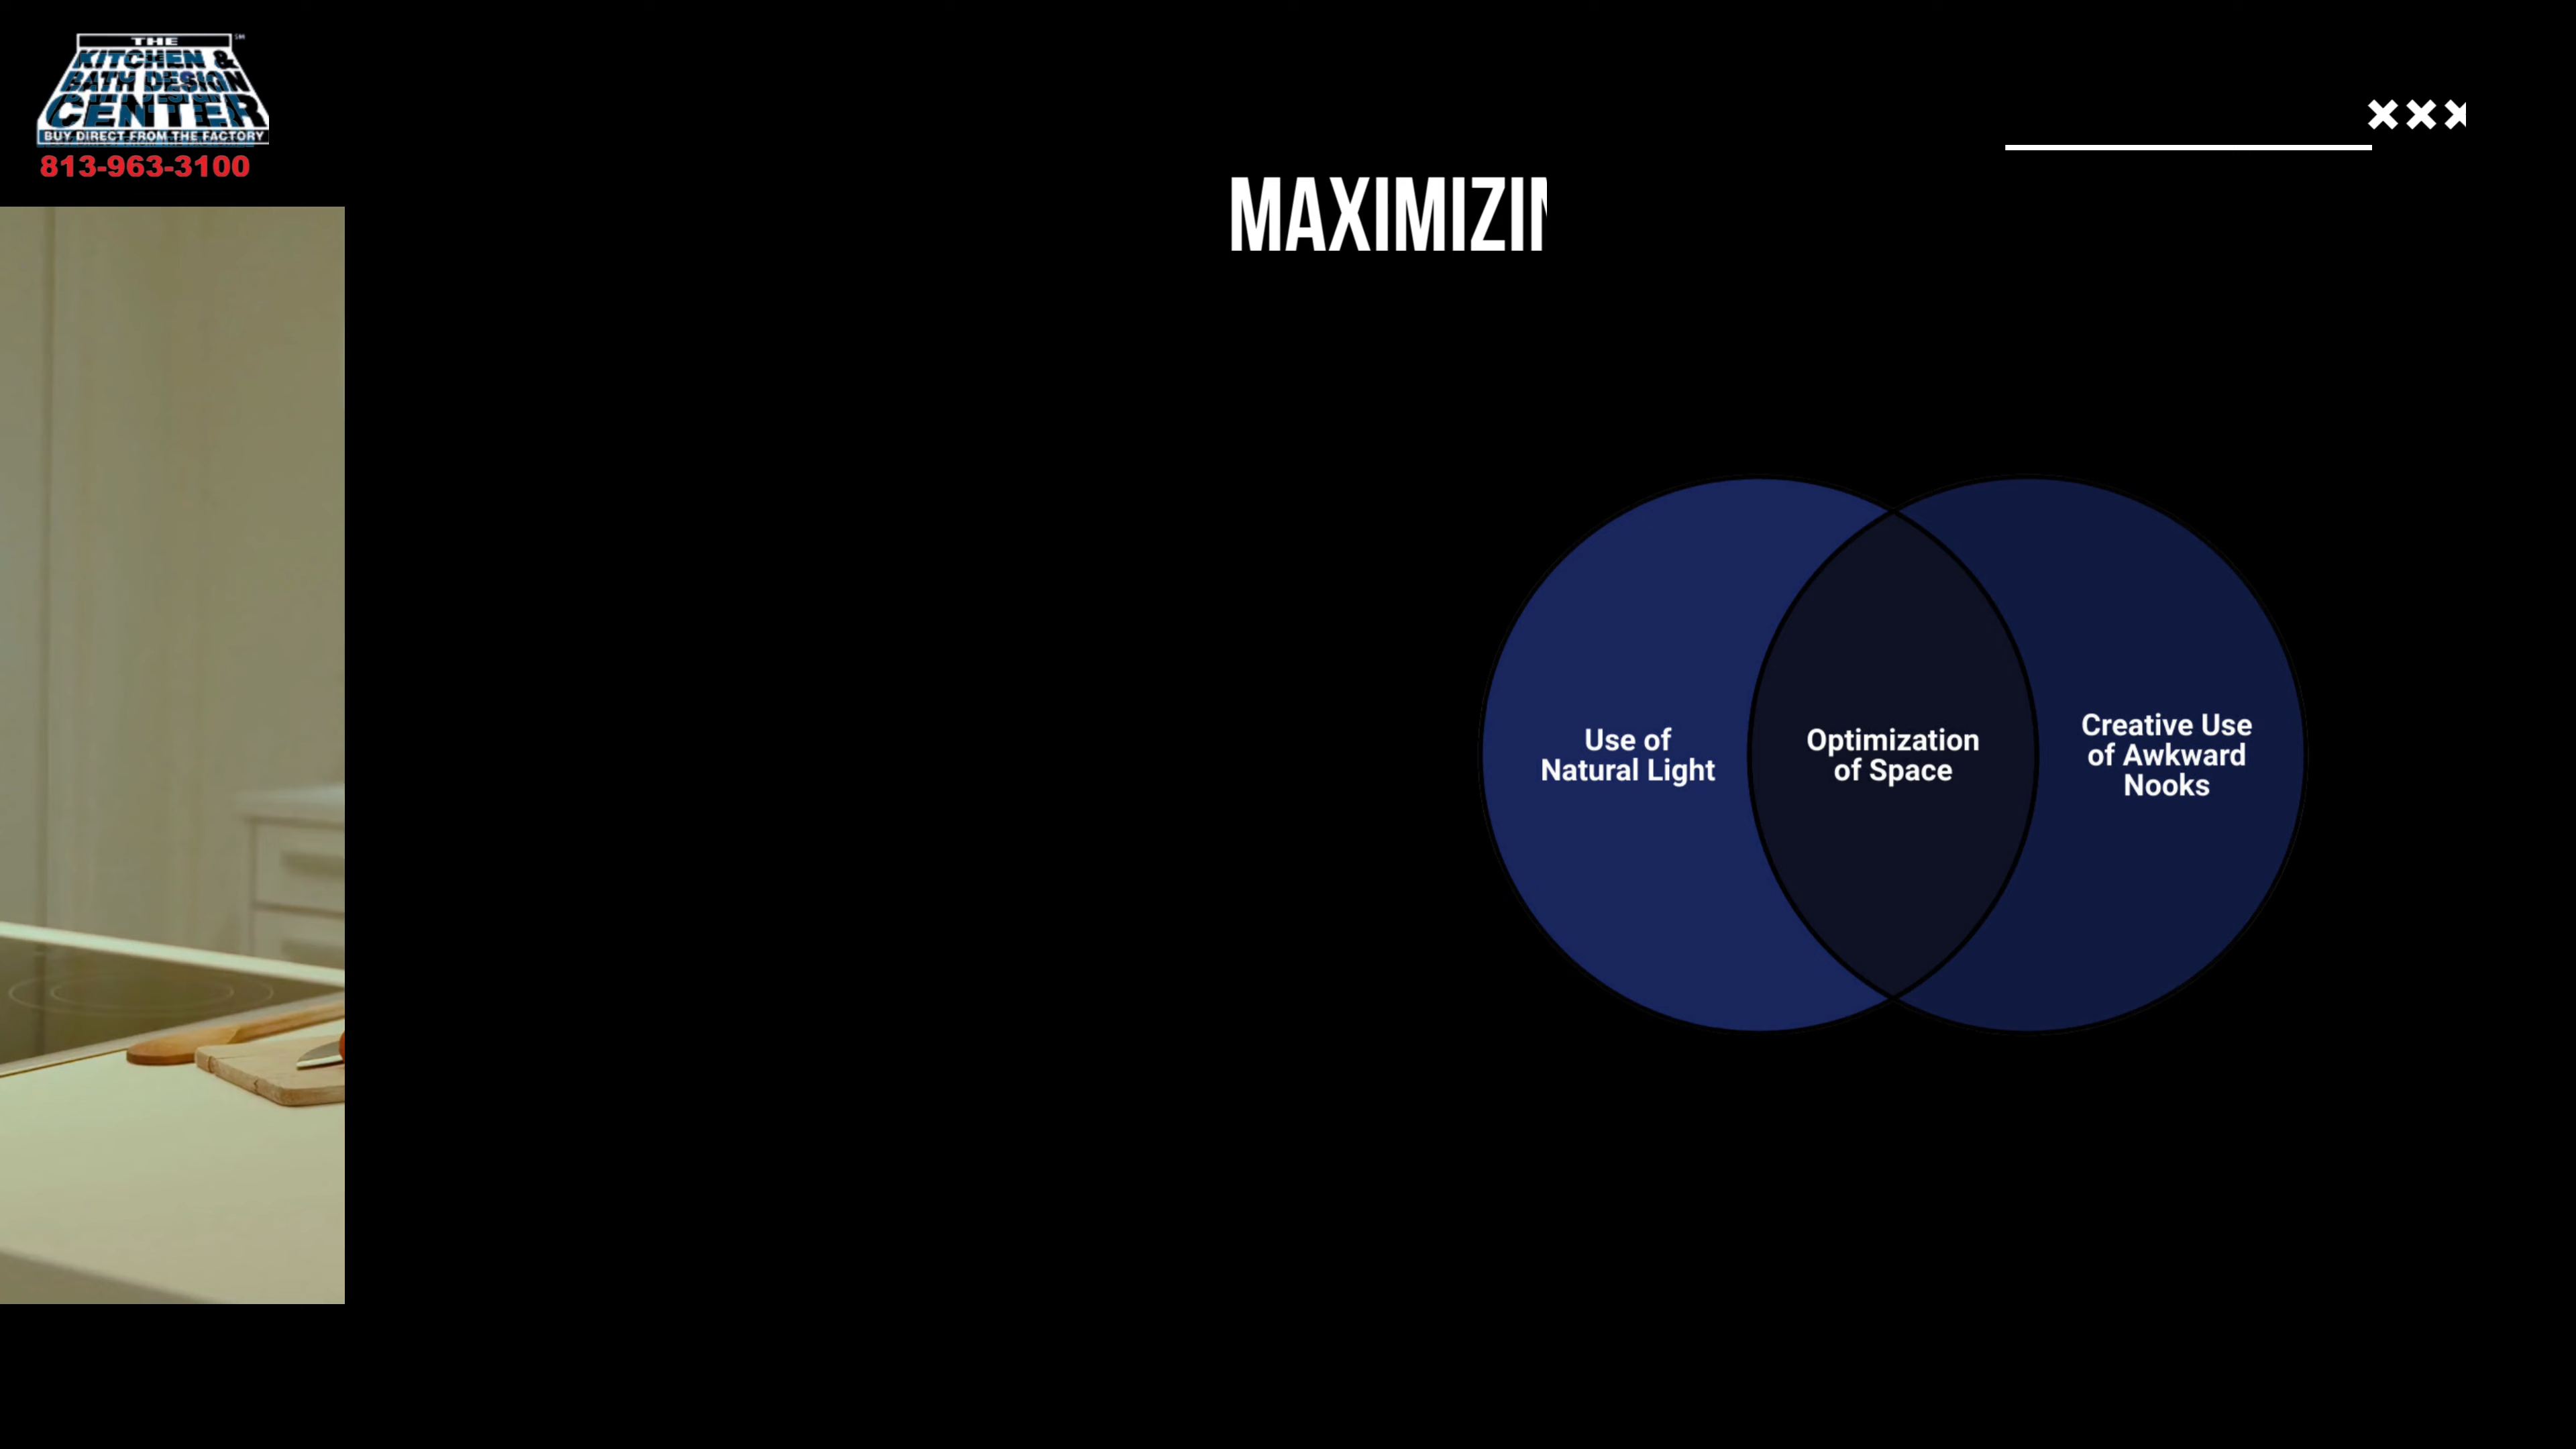 THE
KITCHEN &
BATH DESIGN
CENTER
BUY DIRECT FROM THE FACTORY
813-963-3100
MAXIMIZIN
Use of
Natural Light
Optimization
of Space
Creative Use
of Awkward
Nooks